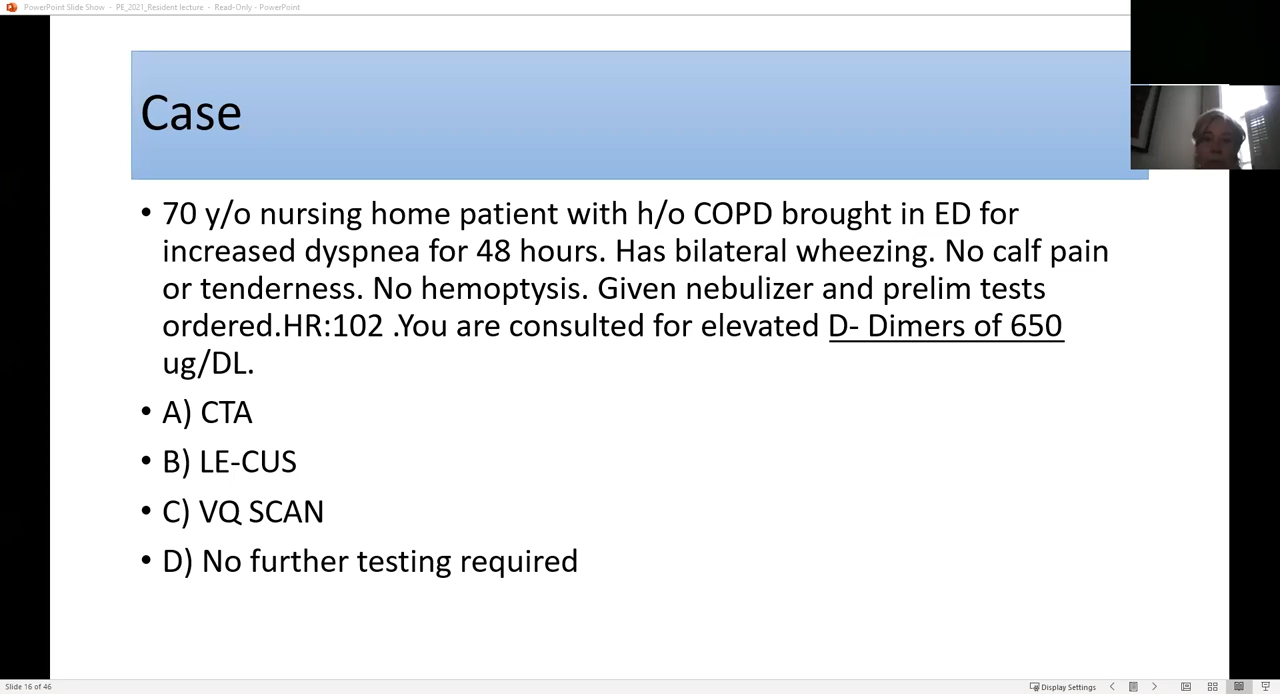 PowerPoint Slide Show - PE_2021_Resident lecture - Read-Only - PowerPoint
Case
• 70 y/o nursing home patient with h/o COPD brought in ED for
increased dyspnea for 48 hours. Has bilateral wheezing. No calf pain
or tenderness. No hemoptysis. Given nebulizer and prelim tests
ordered.HR:102 .You are consulted for elevated D- Dimers of 650
ug/DL.
• A) CTA
• B) LE-CUS
• C) VQ SCAN
• D) No further testing required
Slide 16 of 46
Display Settings